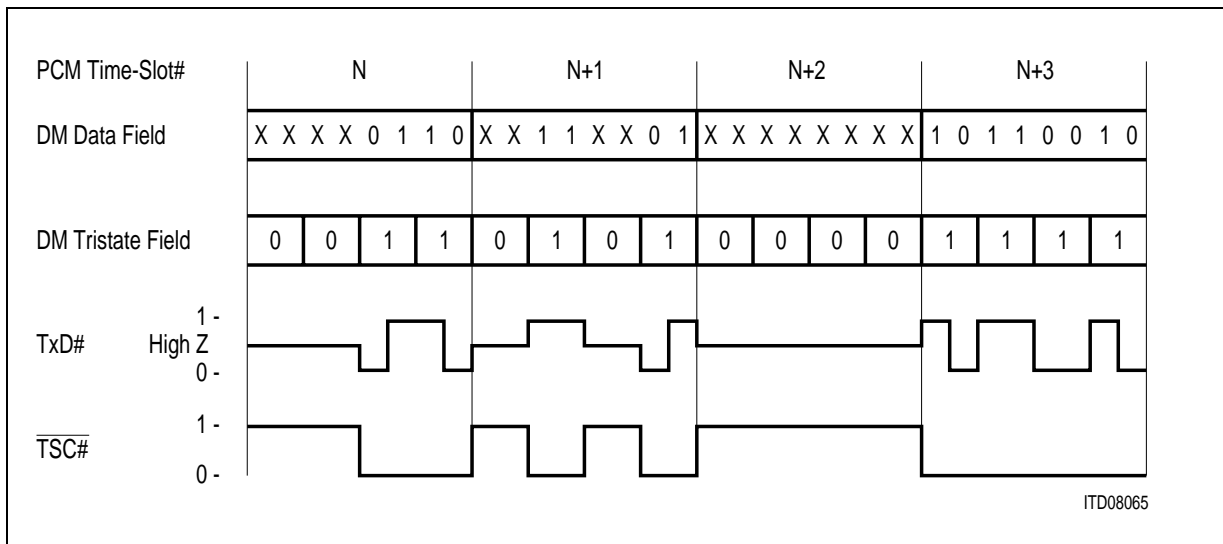 PCM Time-Slot# N N+1 N+2 N+3
DM Data Field X X X X 0 1 1 0 X X 1 1 X X 0 1 X X X X X X X X 1 0 1 1 0 0 1 0
DM Tristate Field 0 0 1 1 0 1 0 1 0 0 0 0 1 1 1 1
1 -
TxD# High Z
0 -
1 -
TSC#
0 -
ITD08065